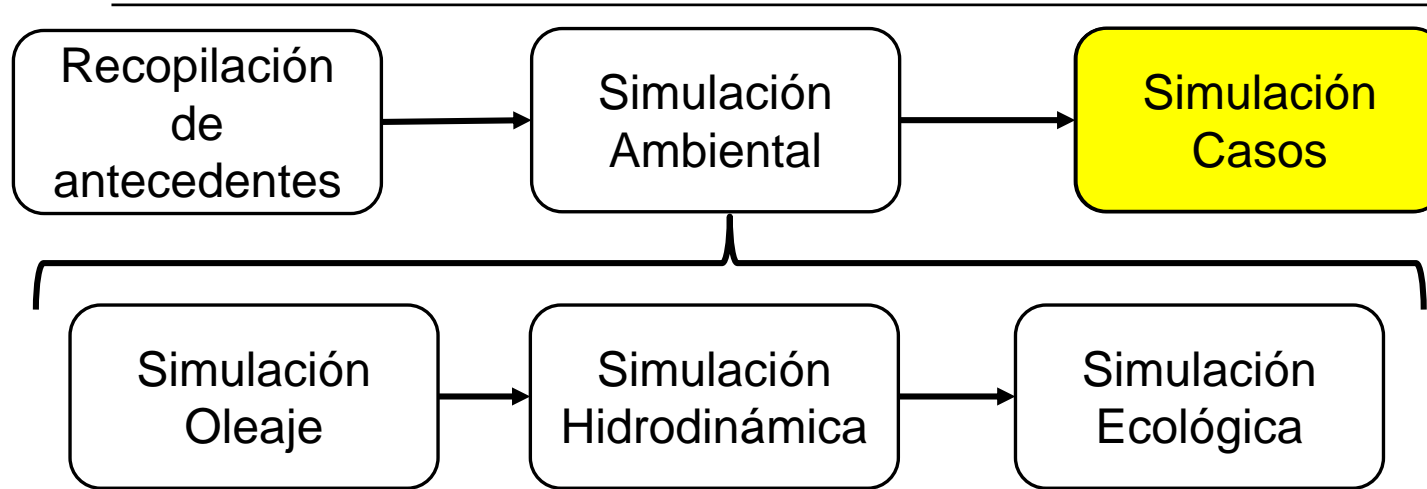 Recopilación
de
antecedentes
Simulación
Ambiental
Simulación
Casos
Simulación
Oleaje
Simulación
Hidrodinámica
Simulación
Ecológica